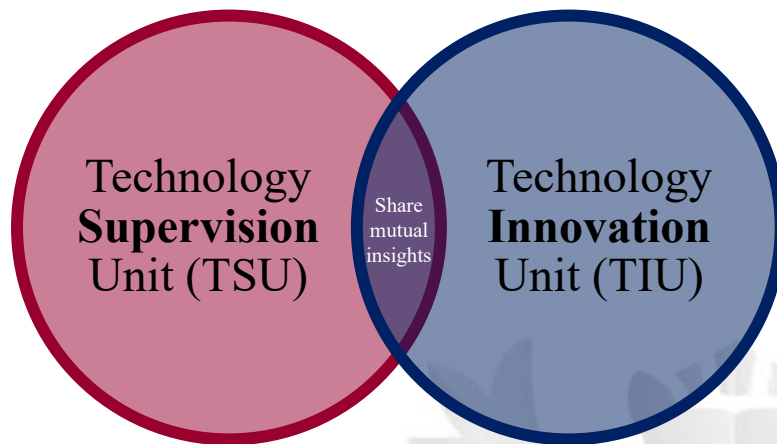 Technology
Supervision
Unit (TSU)
Share
mutual
insights
Technology
Innovation
Unit (TIU)